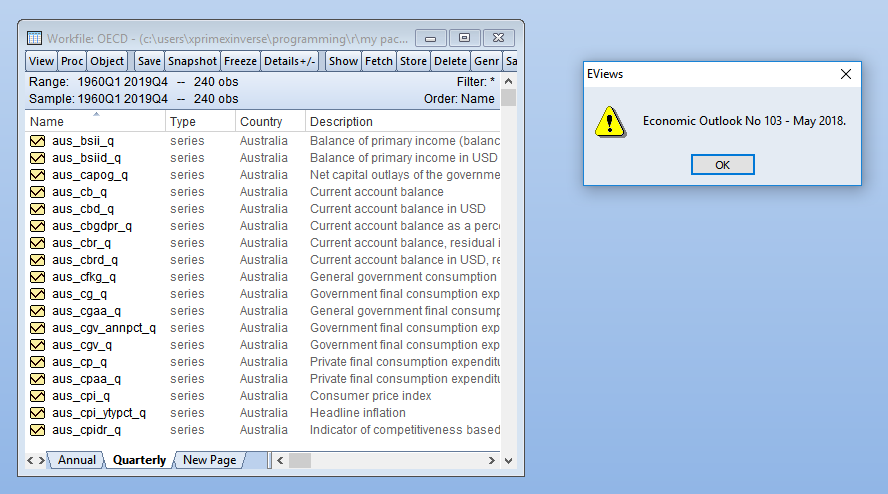 Workfile: OECD - (c:\users\xprimexinverse\programming\r\my pac...
View Proc Object Save Snapshot Freeze Details+/- Show Fetch Store Delete Genr Sa
Range: 1960Q1 2019Q4 -- 240 obs Filter: *
Sample: 1960Q1 2019Q4 -- 240 obs Order: Name
Name Type Country Description
aus_bsii_q series Australia Balance of primary income (balanc
aus_bsiid_q series Australia Balance of primary income in USD
aus_capog_q series Australia Net capital outlays of the governme
aus_cb_q series Australia Current account balance
aus_cbd_q series Australia Current account balance in USD
aus_cbgdpr_q series Australia Current account balance as a perc
aus_cbr_q series Australia Current account balance, residual i
aus_cbrd_q series Australia Current account balance in USD, re
aus_cfkg_q series Australia General government consumption
aus_cg_q series Australia Government final consumption exp
aus_cgaa_q series Australia General government final consump
aus_cgv_annpct_q series Australia Government final consumption exp
aus_cgv_q series Australia Government final consumption exp
aus_cp_q series Australia Private final consumption expenditu
aus_cpaa_q series Australia Private final consumption expenditu
aus_cpi_q series Australia Consumer price index
aus_cpi_ytypct_q series Australia Headline inflation
aus_cpidr_q series Australia Indicator of competitiveness based
Annual Quarterly New Page
EViews
Economic Outlook No 103 - May 2018.
OK